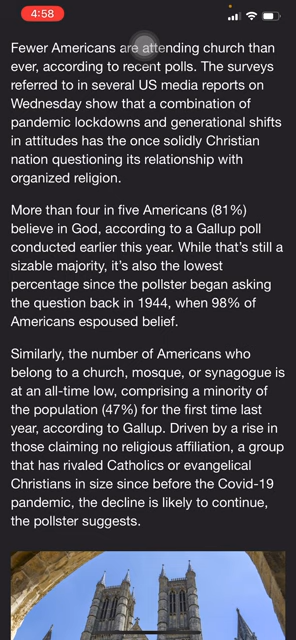 4:58
Fewer Americans are attending church than
ever, according to recent polls. The surveys
referred to in several US media reports on
Wednesday show that a combination of
pandemic lockdowns and generational shifts
in attitudes has the once solidly Christian
nation questioning its relationship with
organized religion.
More than four in five Americans (81%)
believe in God, according to a Gallup poll
conducted earlier this year. While that’s still a
sizable majority, it’s also the lowest
percentage since the pollster began asking
the question back in 1944, when 98% of
Americans espoused belief.
Similarly, the number of Americans who
belong to a church, mosque, or synagogue is
at an all-time low, comprising a minority of
the population (47%) for the first time last
year, according to Gallup. Driven by a rise in
those claiming no religious affiliation, a group
that has rivaled Catholics or evangelical
Christians in size since before the Covid-19
pandemic, the decline is likely to continue,
the pollster suggests.